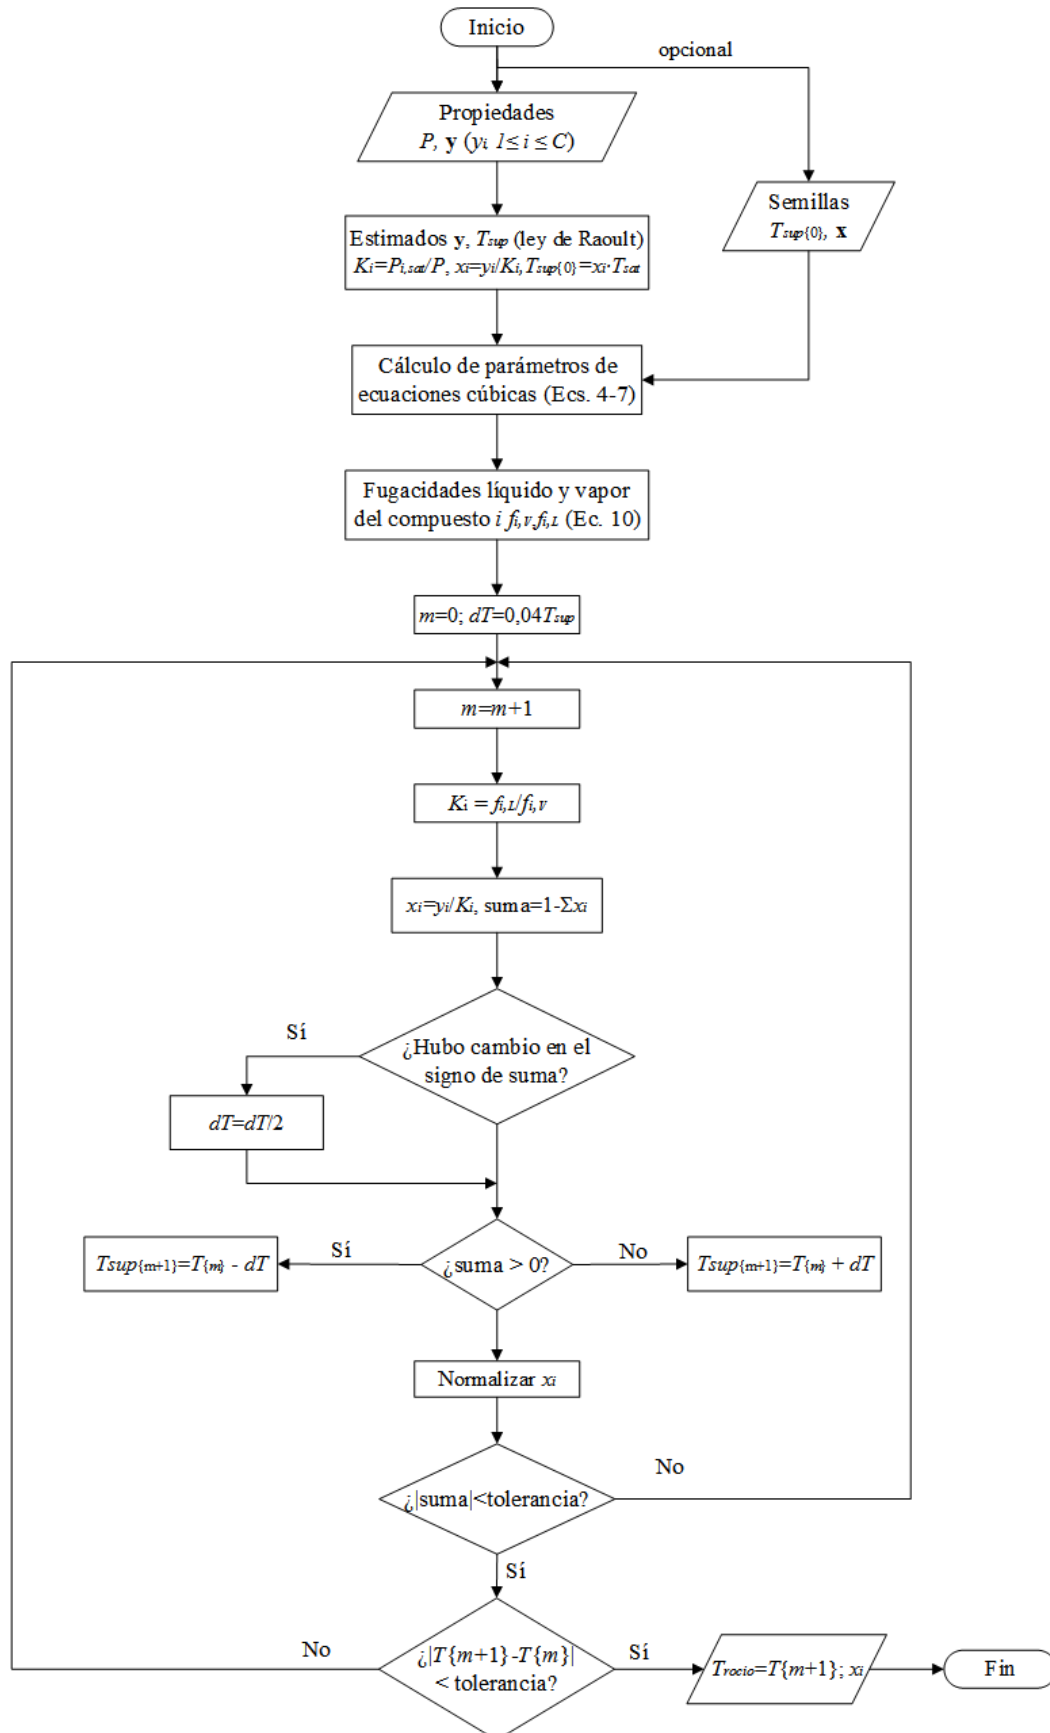 Inicio
opcional
Propiedades
P, y (yi, 1≤ i ≤ C)
Semillas
Tsup{0}, x
Estimados y, Tsup (ley de Raoult)
Ki=Pi,sat/P, xi=yi/Ki, Tsup{0}=xi·Tsat
Cálculo de parámetros de
ecuaciones cúbicas (Ecs. 4-7)
Fugacidades líquido y vapor
del compuesto i fi,V,fi,L (Ec. 10)
m=0; dT=0,04Tsup
m=m+1
Ki = fi,L/fi,V
xi=yi/Ki, suma=1-Σxi
Sí
¿Hubo cambio en el
signo de suma?
dT=dT/2
Tsup{m+1}=T{m} - dT
Sí
¿suma > 0?
No
Tsup{m+1}=T{m} + dT
Normalizar xi
No
¿|suma|<tolerancia?
Sí
No
¿|T{m+1}-T{m}|
< tolerancia?
Sí
Trocio=T{m+1}; xi
Fin